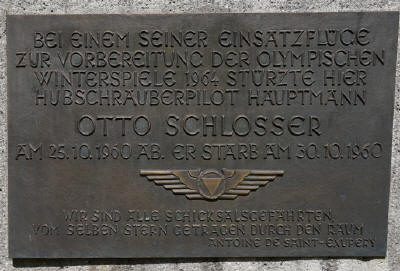 BEI EINEM SEINER EINSATZFLÜGE
ZUR VORBEREITUNG DER OLYMPISCHEN
WINTERSPIELE 1964 STÜRZTE HIER
HUBSCHRAUBERPILOT HAUPTMANN
OTTO SCHLOSSER
AM 25.10.1960 AB. ER STARB AM 30.10.1960
WIR SIND ALLE SCHICKSALSGEFÄHRTEN,
VOM SELBEN STERN GETRAGEN DURCH DEN RAUM
ANTOINE DE SAINT-EXUPÉRY